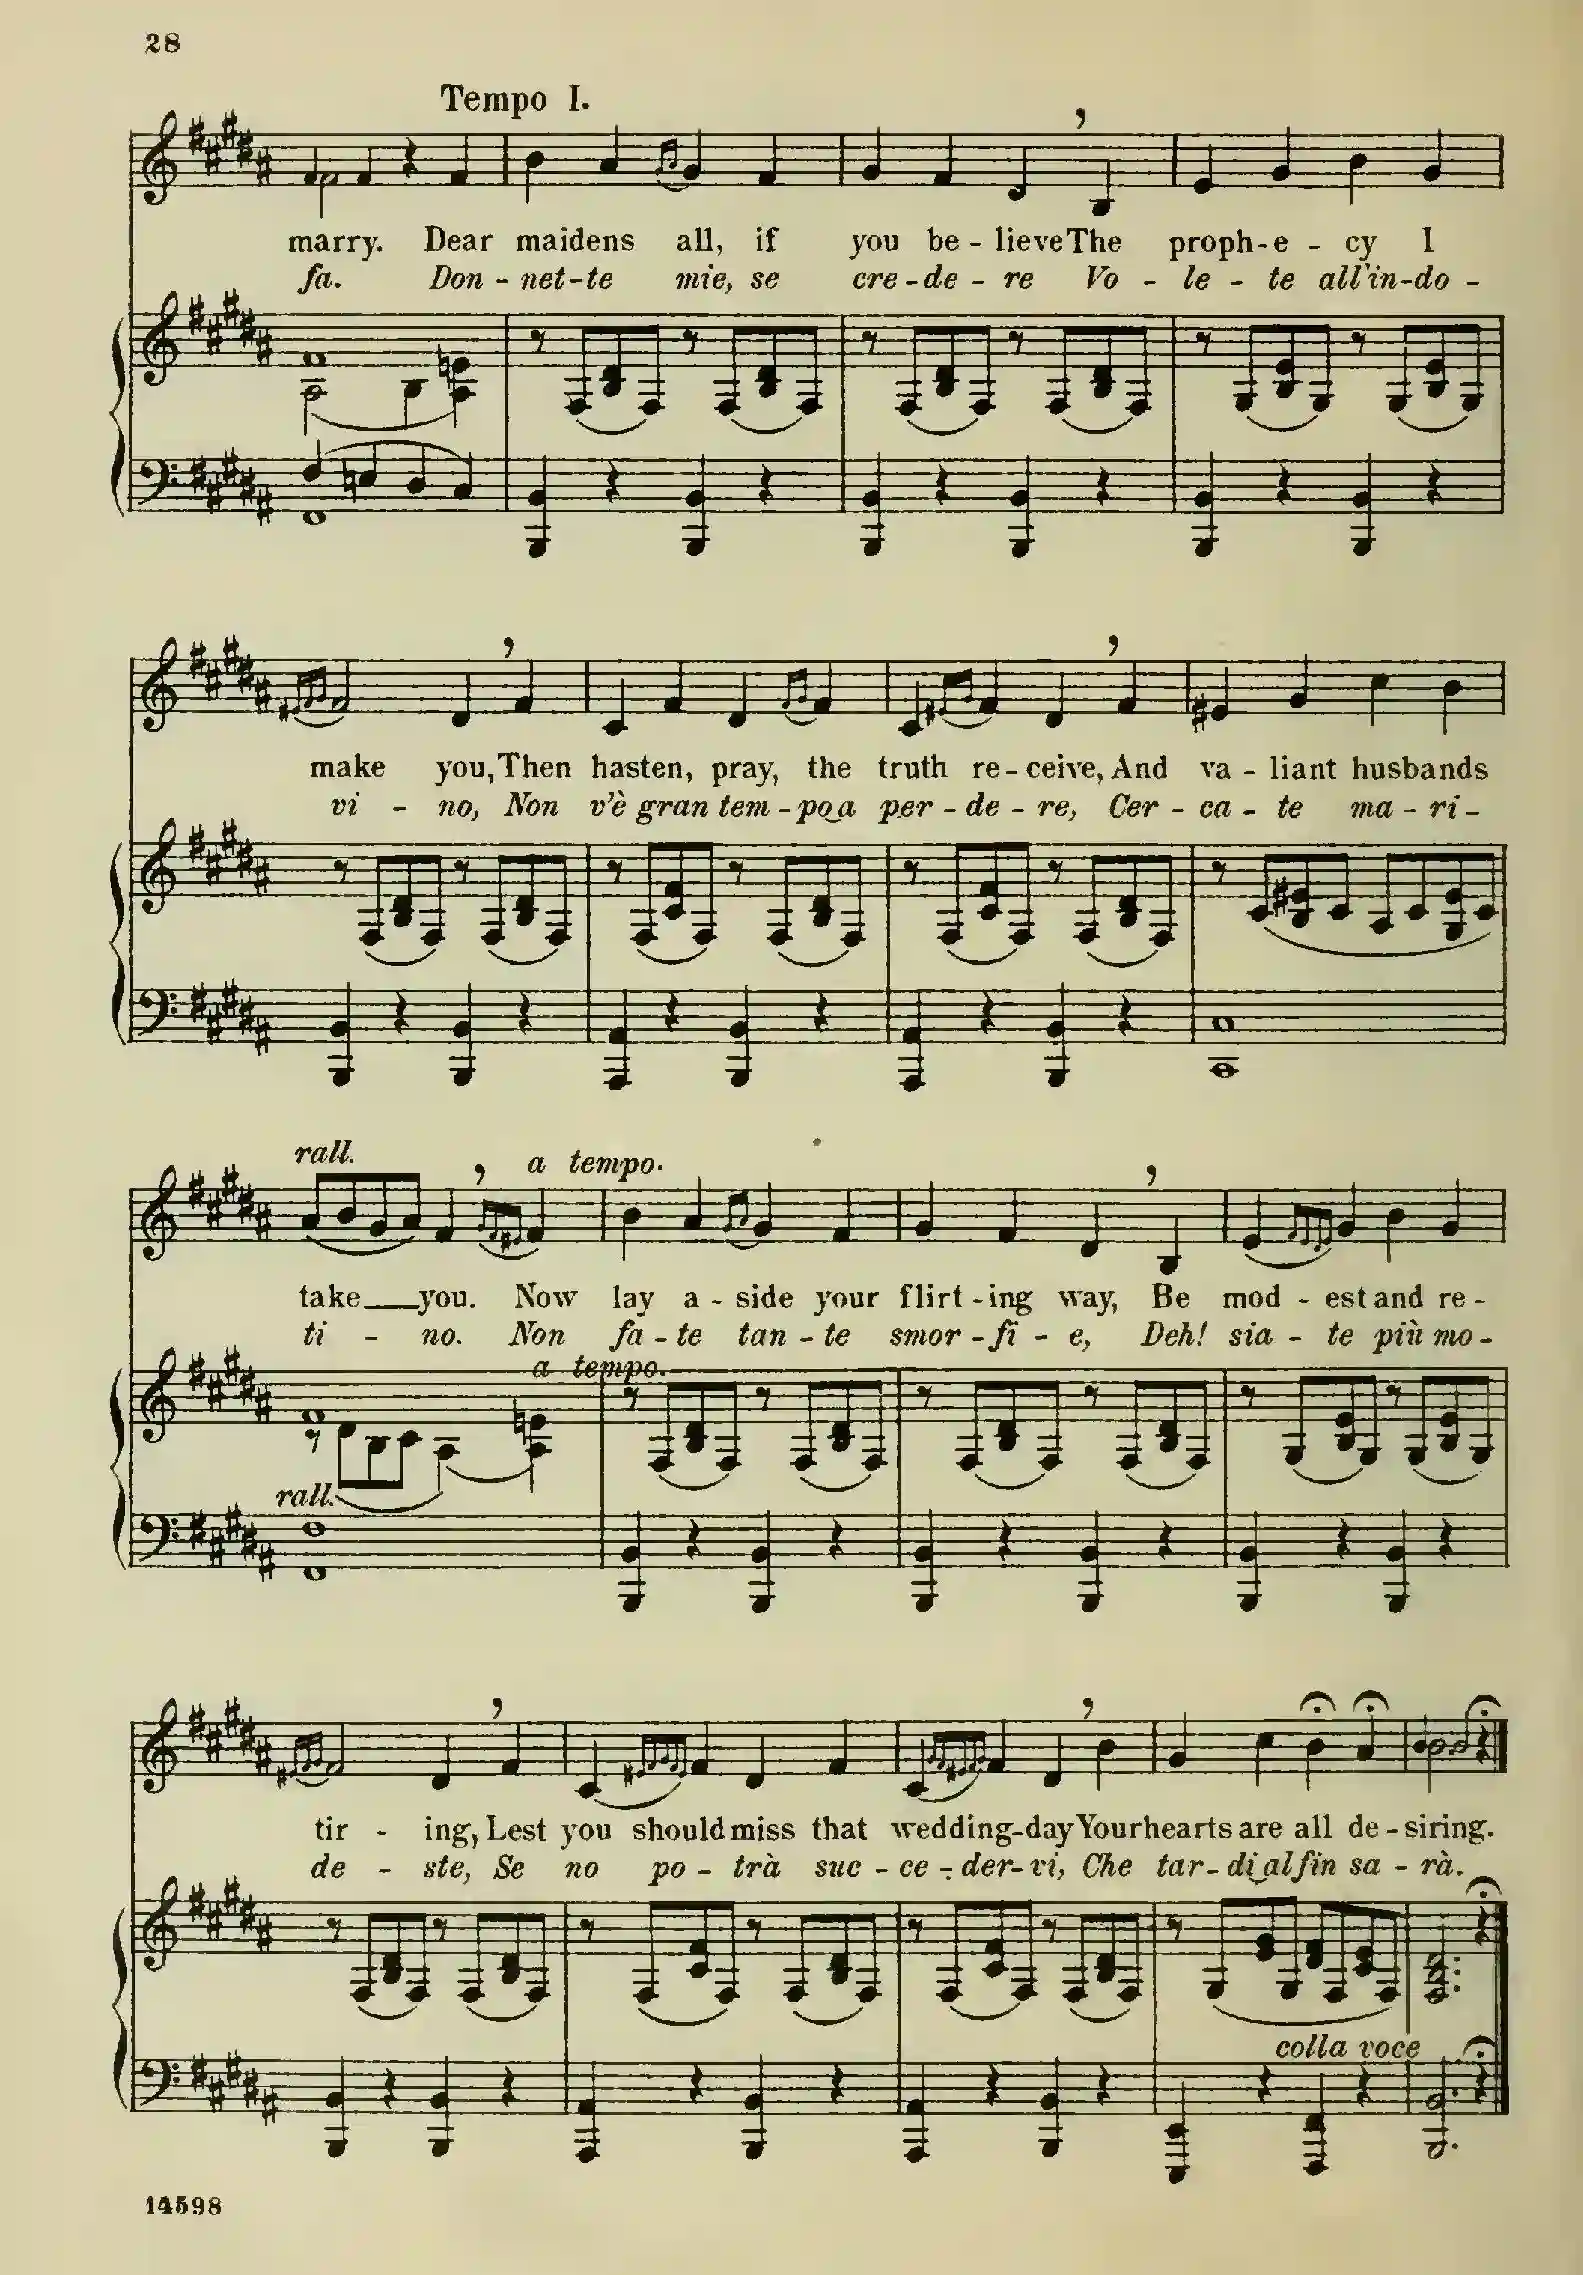 28
Tempo I.
marry. Dear maidens all, if you be - lieve The proph - e - cy I
fa. Don - net - te mie, se cre - de - re Vo - le - te all'in - do -
make you, Then hasten, pray, the truth re - ceive, And va - liant husbands
vi - no, Non v'è gran tem - po a per - de - re, Cer - ca - te ma - ri -
rall. a tempo.
take you. Now lay a - side your flirt - ing way, Be mod - est and re -
ti - no. Non fa - te tan - te smor - fi - e, Deh! sia - te più mo -
a tempo.
rall.
tir - ing, Lest you should miss that wedding - day Your hearts are all de - siring.
de - ste, Se no po - trà suc - ce - der - vi, Che tar - di al fin sa - rà.
colla voce
14598